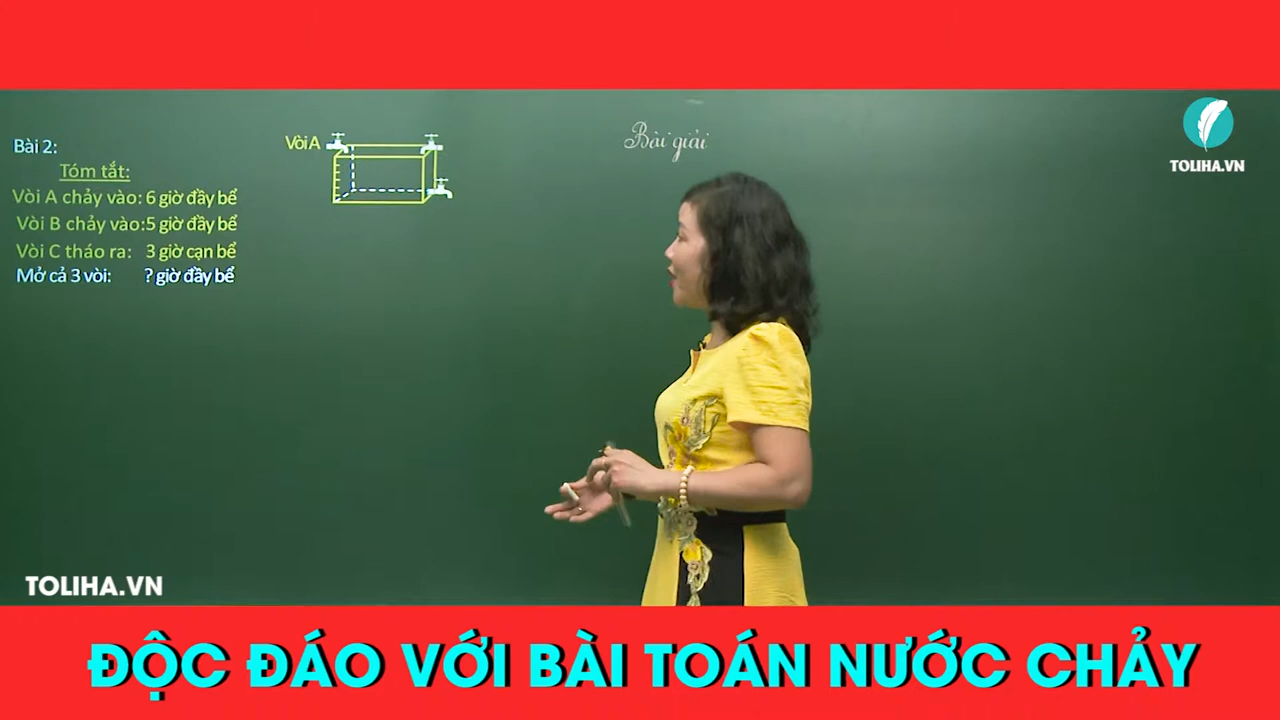 TOLIHA.VN
Bài 2:
Tóm tắt:
Vòi A chảy vào: 6 giờ đầy bể
Vòi B chảy vào: 5 giờ đầy bể
Vòi C tháo ra: 3 giờ cạn bể
Mở cả 3 vòi: ? giờ đầy bể
Vòi A
Bài giải
TOLIHA.VN
ĐỘC ĐÁO VỚI BÀI TOÁN NƯỚC CHẢY